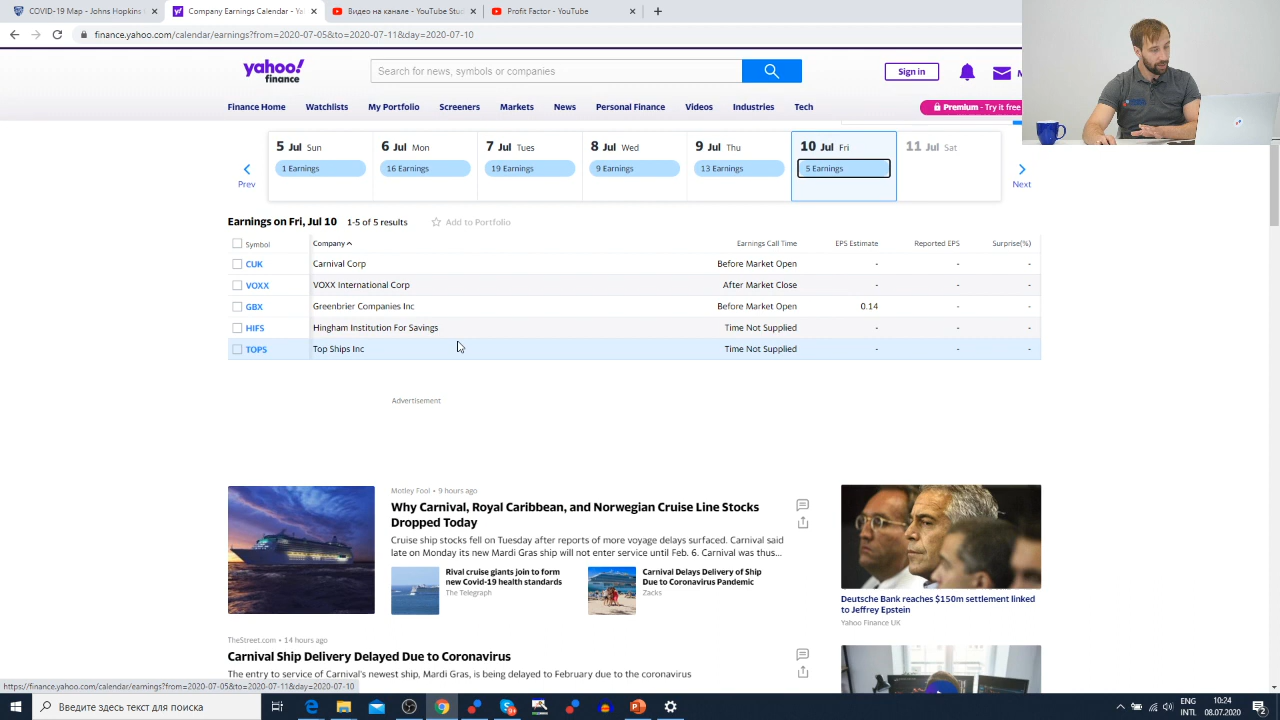 COVID-19 Map - Johns Hopkins
Company Cal
Видео на канале - YouTube Stu
Profit Factor - YouTube
finance.yahoo.com/calendar/earnings?from=2020-07-05&to=2020-07-11&day=2020-07-10
yahoo!
finance
Search for news, symbols or companies
Sign in
M
Finance Home
Watchlists
My Portfolio
Screeners
Markets
News
Personal Finance
Videos
Industries
Tech
Premium - Try it free
5 Jul Sun
6 Jul Mon
7 Jul Tues
8 Jul Wed
9 Jul Thu
10 Jul Fri
11 Jul Sat
1 Earnings
16 Earnings
19 Earnings
9 Earnings
13 Earnings
5 Earnings
Prev
Next
Earnings on Fri, Jul 10 1-5 of 5 results Add to Portfolio
Symbol Company Earnings Call Time EPS Estimate Reported EPS Surprise(%)
CUK Carnival Corp Before Market Open - - -
VOXX VOXX International Corp After Market Close - - -
GBX Greenbrier Companies Inc Before Market Open 0.14 - -
HIFS Hingham Institution For Savings Time Not Supplied - - -
TOPS Top Ships Inc Time Not Supplied - - -
Advertisement
Motley Fool • 9 hours ago
Why Carnival, Royal Caribbean, and Norwegian Cruise Line Stocks
Dropped Today
Cruise ship stocks fell on Tuesday after reports of more voyage delays surfaced. Carnival said
late on Monday its new Mardi Gras ship will not enter service until Feb. 6. Carnival was thus...
Rival cruise giants join to form
new Covid-19 health standards
The Telegraph
Carnival Delays Delivery of Ship
Due to Coronavirus Pandemic
Zacks
Deutsche Bank reaches $150m settlement linked
to Jeffrey Epstein
Yahoo Finance UK
TheStreet.com • 14 hours ago
Carnival Ship Delivery Delayed Due to Coronavirus
The entry to service of Carnival's newest ship, Mardi Gras, is being delayed to February due to the coronavirus
https://finance.yahoo.com/calendar/earnings?from=2020-07-05&to=2020-07-11&day=2020-07-10
Введите здесь текст для поиска
ENG
INTL
10:24
08.07.2020
2